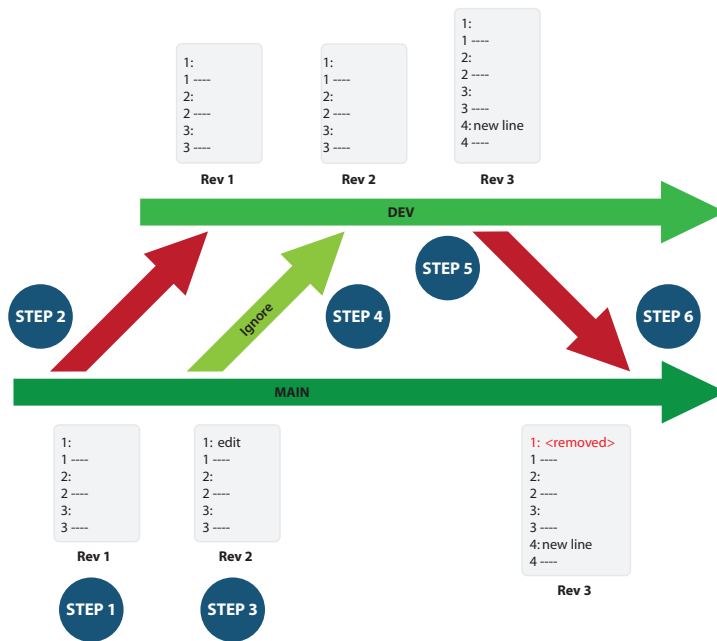 1:
1 ----
2:
2 ----
3:
3 ----
Rev 1
1:
1 ----
2:
2 ----
3:
3 ----
Rev 2
1:
1 ----
2:
2 ----
3:
3 ----
4: new line
4 ----
Rev 3
DEV
STEP 2
Ignore
STEP 4
STEP 5
STEP 6
MAIN
1:
1 ----
2:
2 ----
3:
3 ----
Rev 1
STEP 1
1: edit
1 ----
2:
2 ----
3:
3 ----
Rev 2
STEP 3
1: <removed>
1 ----
2:
2 ----
3:
3 ----
4: new line
4 ----
Rev 3